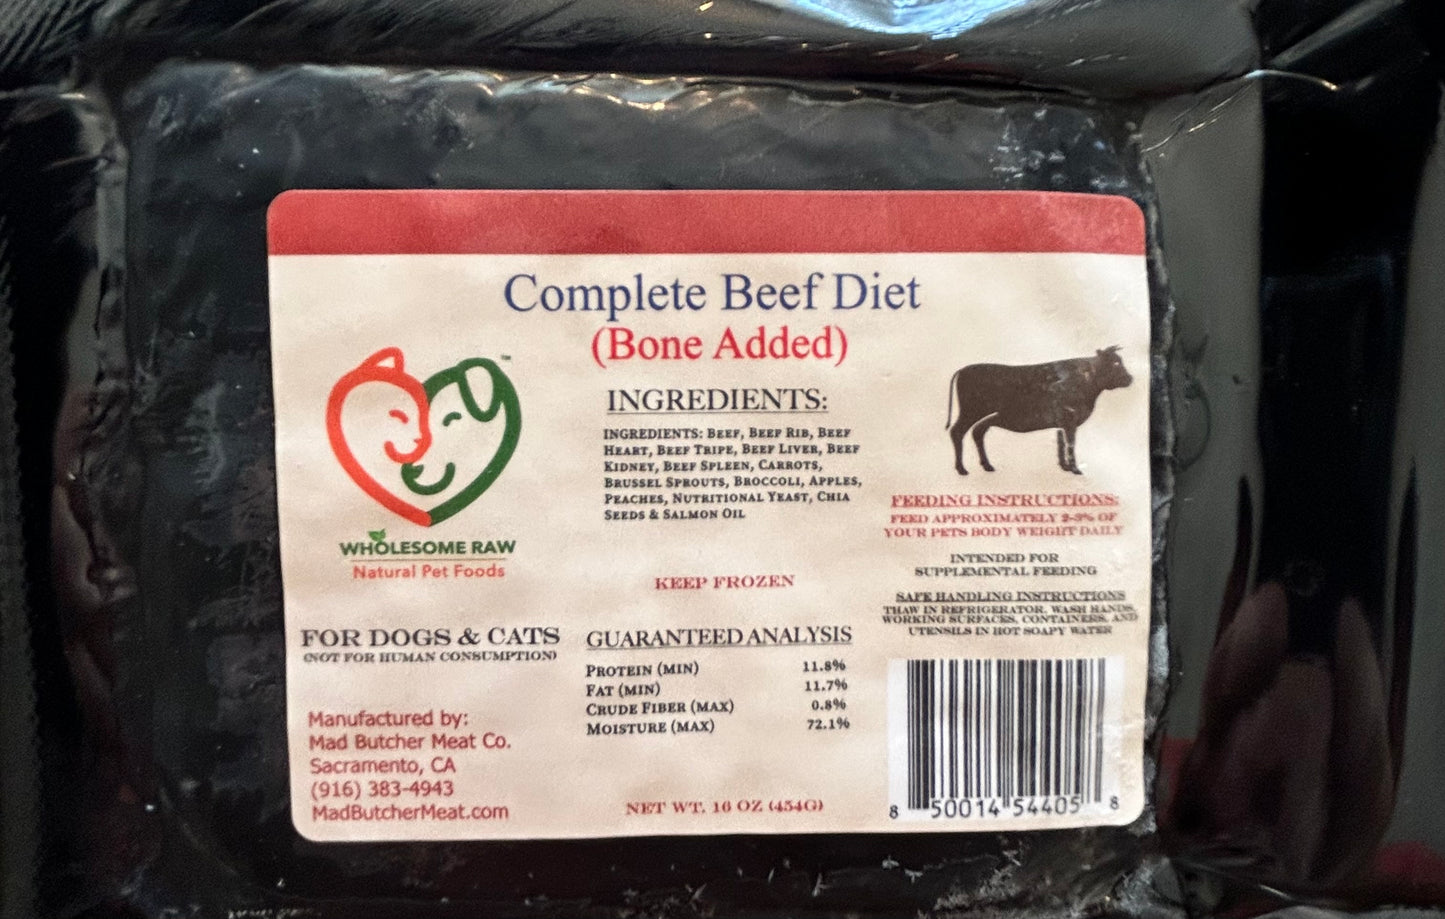 Complete Beef Diet
(Bone Added)
INGREDIENTS:
INGREDIENTS: BEEF, BEEF RIB, BEEF
HEART, BEEF TRIPE, BEEF LIVER, BEEF
KIDNEY, BEEF SPLEEN, CARROTS,
BRUSSEL SPROUTS, BROCCOLI, APPLES,
PEACHES, NUTRITIONAL YEAST, CHIA
SEEDS & SALMON OIL
KEEP FROZEN
TM
WHOLESOME RAW
Natural Pet Foods
FOR DOGS & CATS
(NOT FOR HUMAN CONSUMPTION)
Manufactured by:
Mad Butcher Meat Co.
Sacramento, CA
(916) 383-4943
MadButcherMeat.com
GUARANTEED ANALYSIS
PROTEIN (MIN) 11.8%
FAT (MIN) 11.7%
CRUDE FIBER (MAX) 0.8%
MOISTURE (MAX) 72.1%
NET WT. 16 OZ (454G)
FEEDING INSTRUCTIONS:
FEED APPROXIMATELY 2-3% OF
YOUR PETS BODY WEIGHT DAILY
INTENDED FOR
SUPPLEMENTAL FEEDING
SAFE HANDLING INSTRUCTIONS
THAW IN REFRIGERATOR. WASH HANDS,
WORKING SURFACES, CONTAINERS, AND
UTENSILS IN HOT SOAPY WATER
8 50014 54405 8